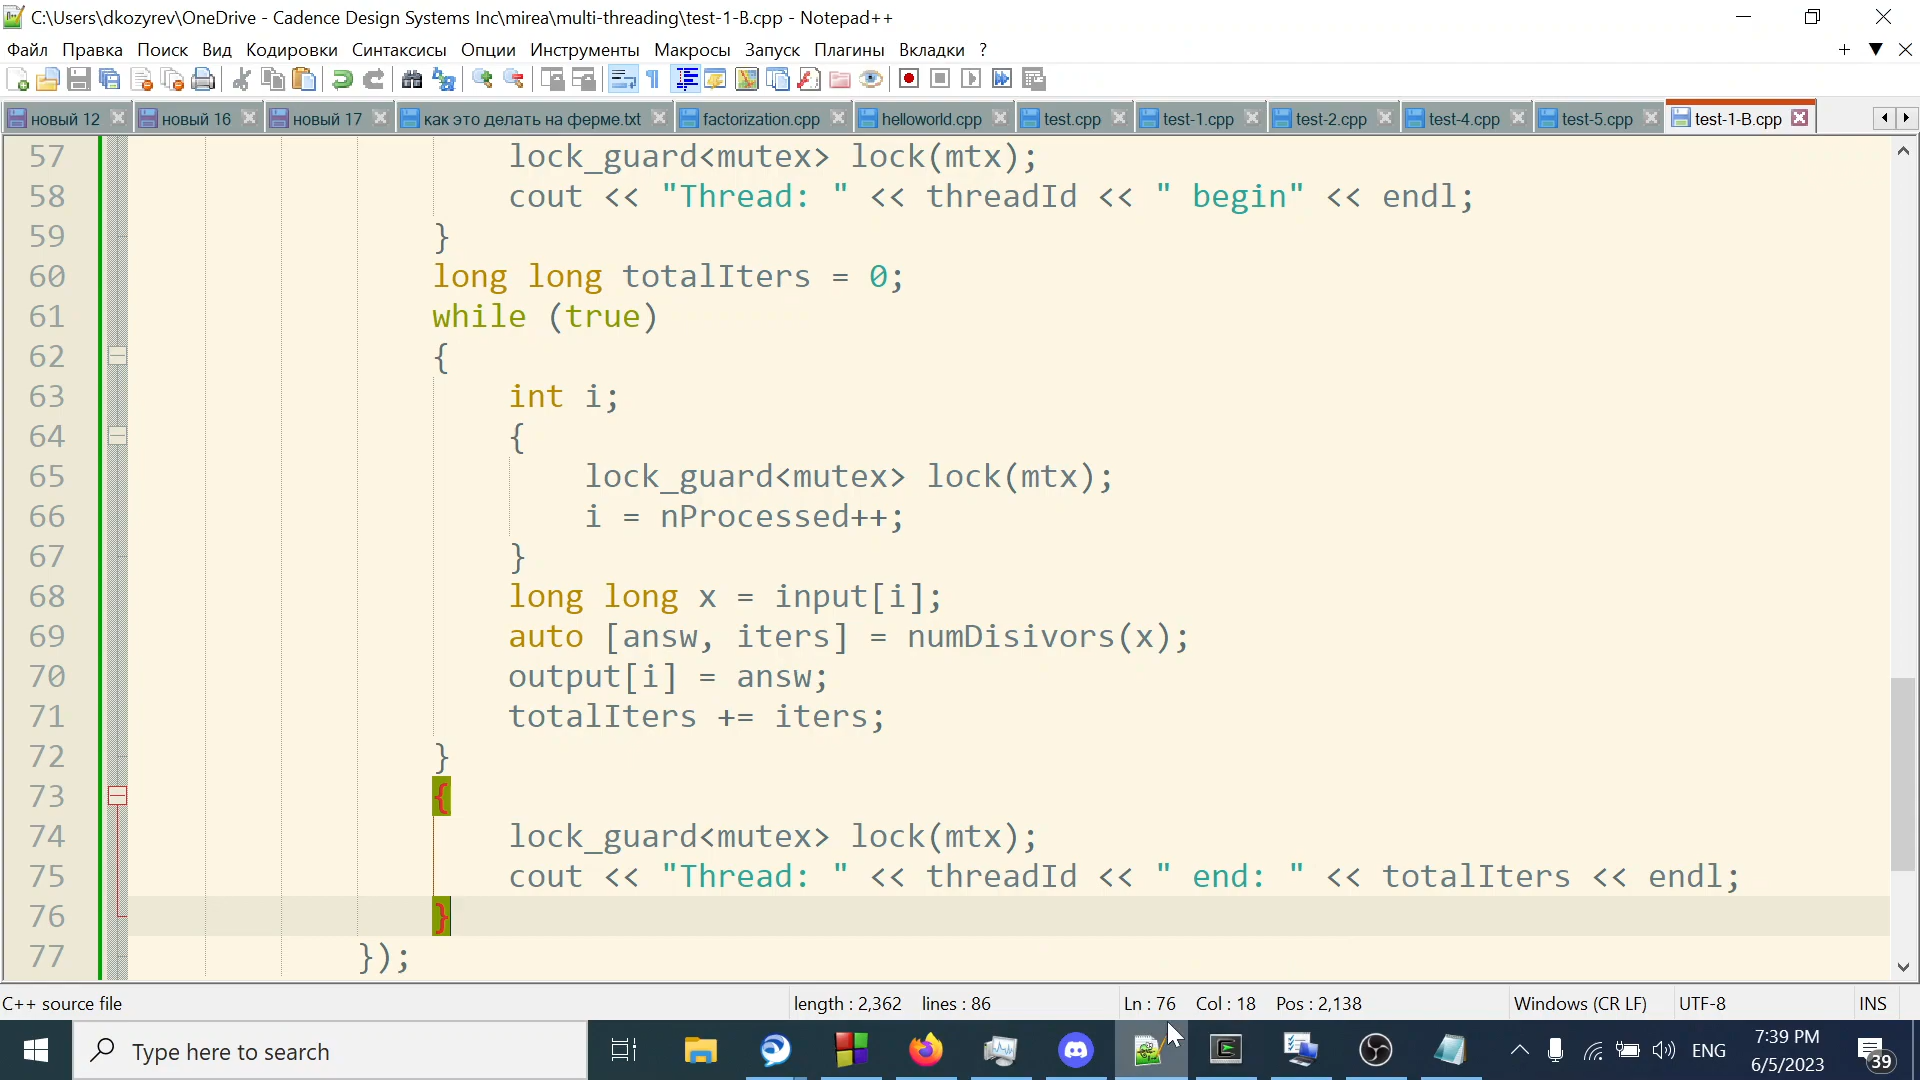 C:\Users\dkozyrev\OneDrive - Cadence Design Systems Inc\mirea\multi-threading\test-1-B.cpp - Notepad++
Файл Правка Поиск Вид Кодировки Синтаксисы Опции Инструменты Макросы Запуск Плагины Вкладки ?
новый 12 новый 16 новый 17 как это делать на ферме.txt factorization.cpp helloworld.cpp test.cpp test-1.cpp test-2.cpp test-4.cpp test-5.cpp test-1-B.cpp
57 lock_guard<mutex> lock(mtx);
58 cout << "Thread: " << threadId << " begin" << endl;
59 }
60 long long totalIters = 0;
61 while (true)
62 {
63 int i;
64 {
65 lock_guard<mutex> lock(mtx);
66 i = nProcessed++;
67 }
68 long long x = input[i];
69 auto [answ, iters] = numDisivors(x);
70 output[i] = answ;
71 totalIters += iters;
72 }
73 {
74 lock_guard<mutex> lock(mtx);
75 cout << "Thread: " << threadId << " end: " << totalIters << endl;
76 }
77 });
C++ source file length : 2,362 lines : 86 Ln : 76 Col : 18 Pos : 2,138 Windows (CR LF) UTF-8 INS
Type here to search ENG 7:39 PM
6/5/2023 39